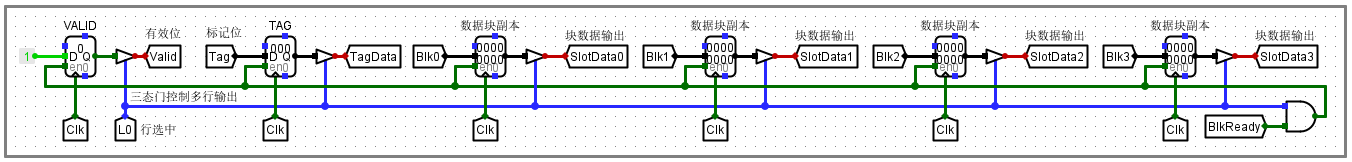 VALID
TAG
数据块副本
数据块副本
数据块副本
数据块副本
有效位
标记位
块数据输出
块数据输出
块数据输出
块数据输出
1
0
D Q
en0
Valid
Tag
000
D Q
en0
TagData
Blk0
0000
0000
en0
SlotData0
Blk1
0000
0000
en0
SlotData1
Blk2
0000
0000
en0
SlotData2
Blk3
0000
0000
en0
SlotData3
三态门控制多行输出
Clk
L0
行选中
Clk
Clk
Clk
Clk
Clk
BlkReady